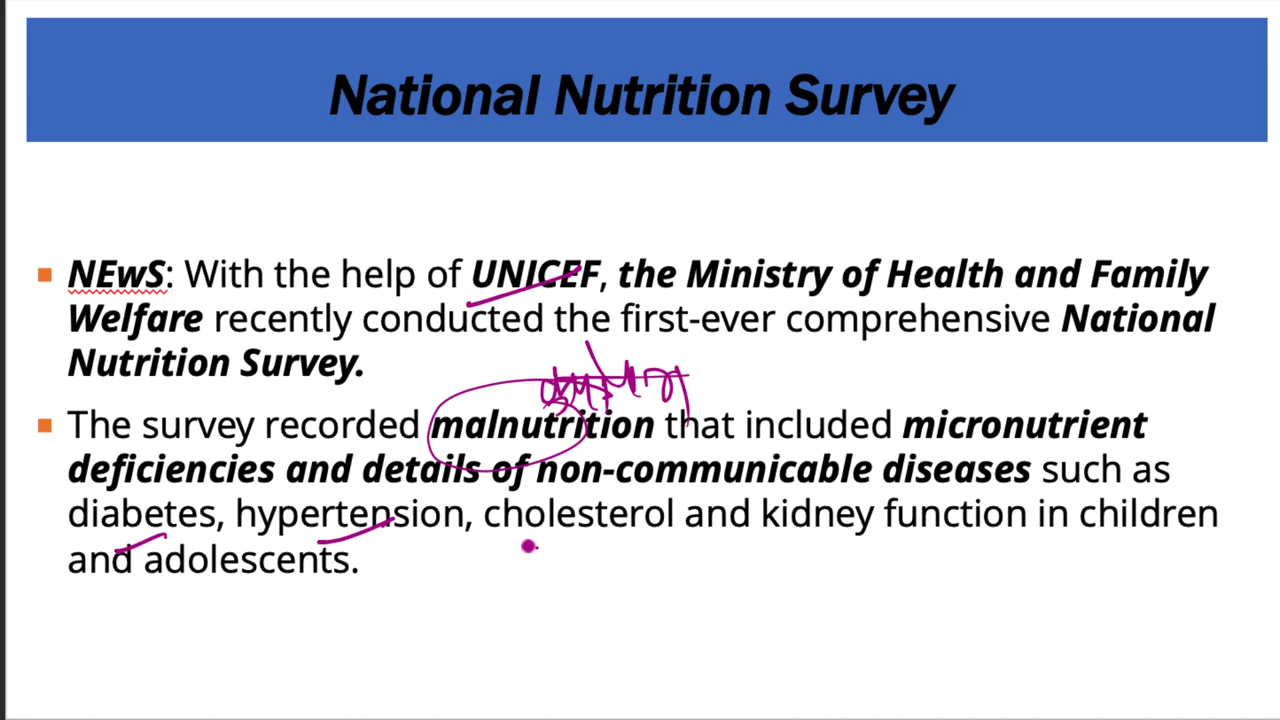 National Nutrition Survey
NEwS: With the help of UNICEF, the Ministry of Health and Family
Welfare recently conducted the first-ever comprehensive National
Nutrition Survey.
The survey recorded malnutrition that included micronutrient
deficiencies and details of non-communicable diseases such as
diabetes, hypertension, cholesterol and kidney function in children
and adolescents.